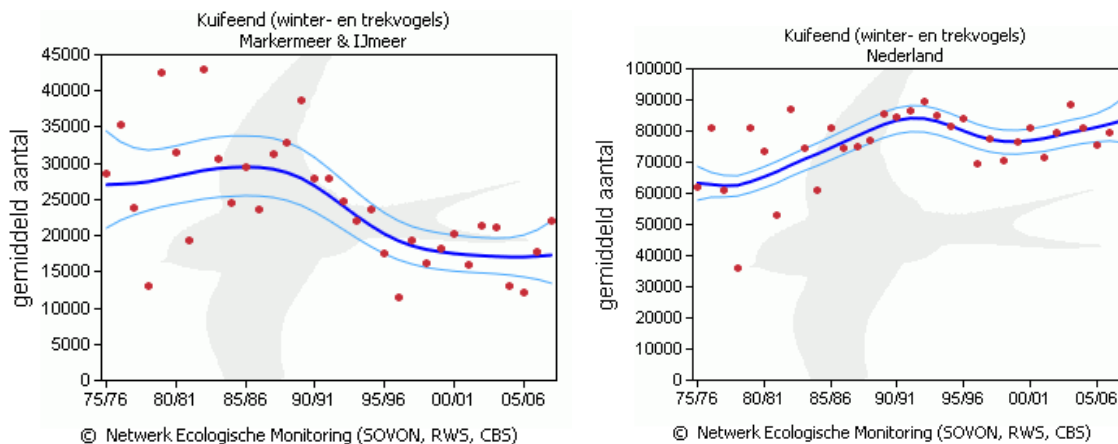 Kuifeend (winter- en trekvogels)
Markermeer & IJmeer
gemiddeld aantal
45000
40000
35000
30000
25000
20000
15000
10000
5000
0
75/76 80/81 85/86 90/91 95/96 00/01 05/06
© Netwerk Ecologische Monitoring (SOVON, RWS, CBS)
Kuifeend (winter- en trekvogels)
Nederland
gemiddeld aantal
100000
90000
80000
70000
60000
50000
40000
30000
20000
10000
0
75/76 80/81 85/86 90/91 95/96 00/01 05/06
© Netwerk Ecologische Monitoring (SOVON, RWS, CBS)